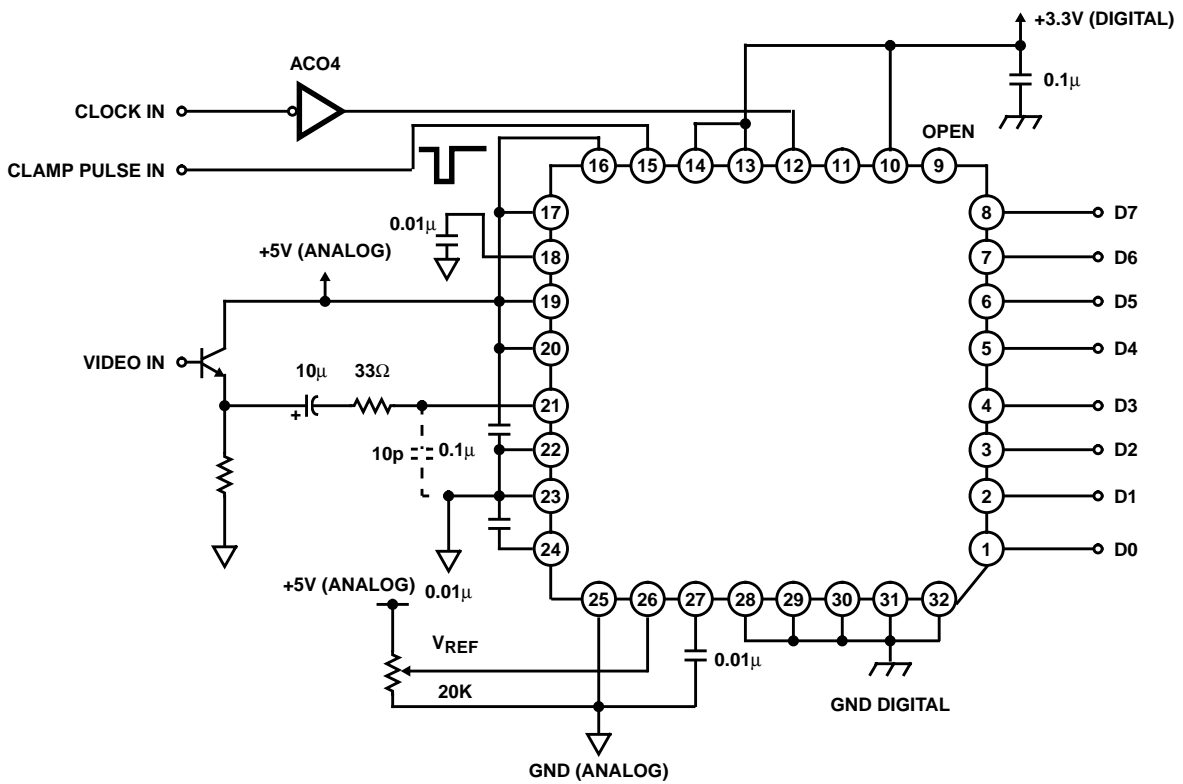 +3.3V (DIGITAL)
ACO4
0.1μ
CLOCK IN
OPEN
CLAMP PULSE IN
16 15 14 13 12 11 10 9
17
8 D7
0.01μ
+5V (ANALOG)
18
7 D6
19
6 D5
VIDEO IN
20
5 D4
10μ 33Ω
+
21
4 D3
10p 0.1μ
22
3 D2
23
2 D1
24
1 D0
+5V (ANALOG) 0.01μ
25 26 27 28 29 30 31 32
VREF
0.01μ
20K
GND DIGITAL
GND (ANALOG)